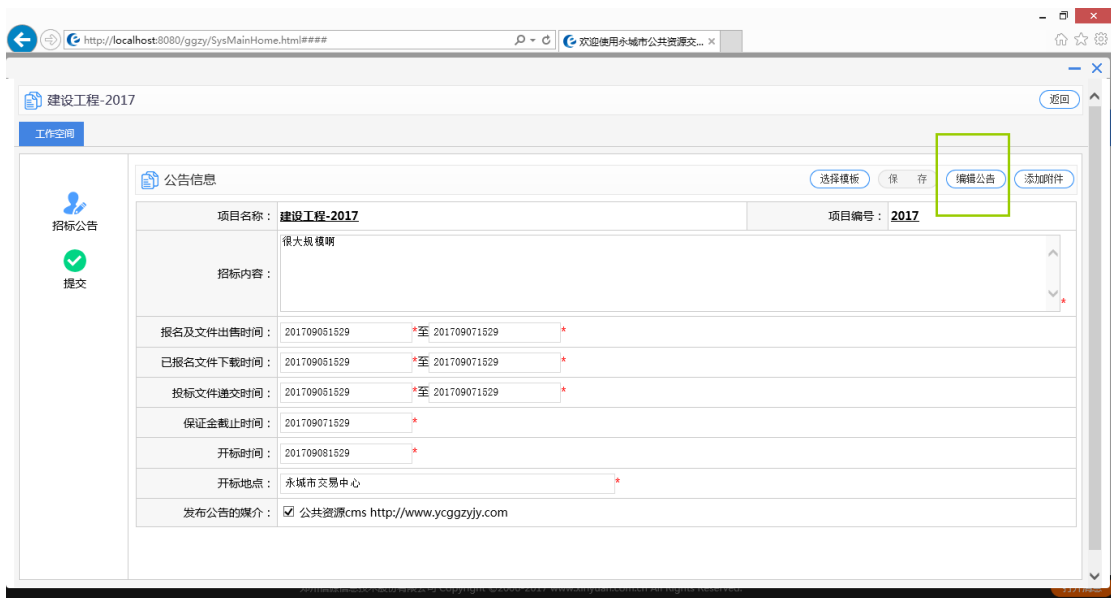 http://localhost:8080/ggzy/SysMainHome.html####
欢迎使用永城市公共资源交... ×
建设工程-2017
返回
工作空间
公告信息
选择模板 保 存 编辑公告 添加附件
招标公告
提交
项目名称： 建设工程-2017 项目编号： 2017
招标内容： 很大规模啊 *
报名及文件出售时间： 201709051529 *至 201709071529 *
已报名文件下载时间： 201709051529 *至 201709071529 *
投标文件递交时间： 201709051529 *至 201709071529 *
保证金截止时间： 201709071529 *
开标时间： 201709081529 *
开标地点： 永城市交易中心 *
发布公告的媒介： 公共资源cms http://www.ycggzyjy.com